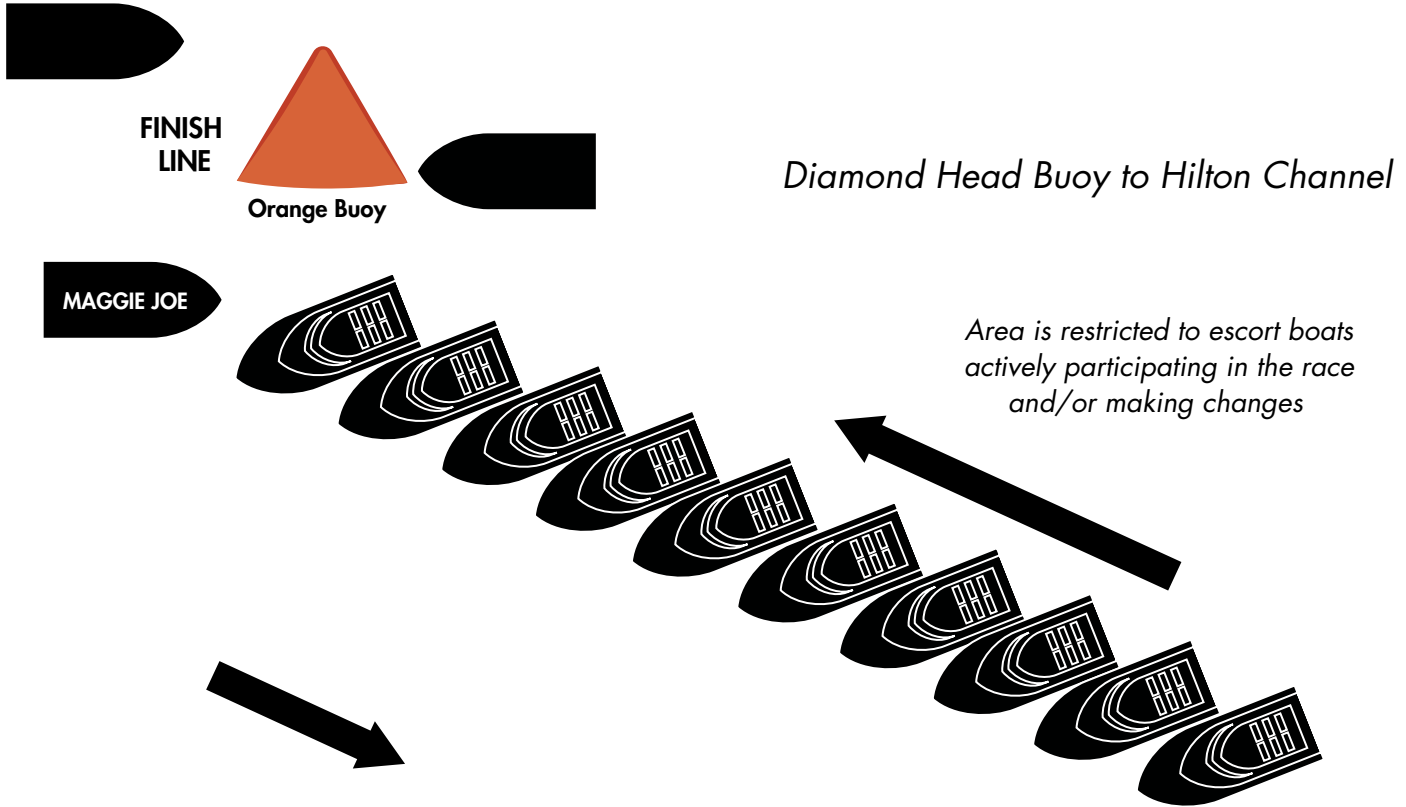 FINISH
LINE
Orange Buoy
Diamond Head Buoy to Hilton Channel
MAGGIE JOE
Area is restricted to escort boats
actively participating in the race
and/or making changes